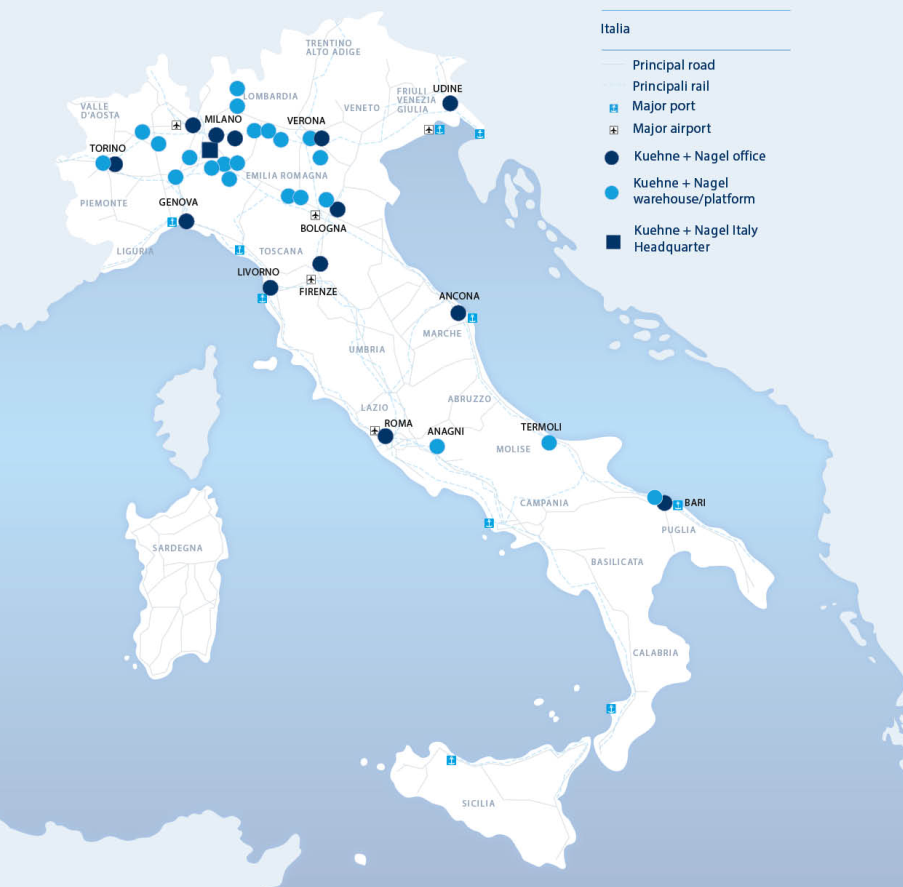 Italia
Principal road
Principali rail
Major port
Major airport
Kuehne + Nagel office
Kuehne + Nagel
warehouse/platform
Kuehne + Nagel Italy
Headquarter
TRENTINO
ALTO ADIGE
FRIULI
VENEZIA
GIULIA
UDINE
LOMBARDIA
VALLE
D'AOSTA
VENETO
MILANO
VERONA
TORINO
EMILIA ROMAGNA
PIEMONTE
GENOVA
BOLOGNA
LIGURIA
TOSCANA
LIVORNO
FIRENZE
ANCONA
MARCHE
UMBRIA
ABRUZZO
LAZIO
ROMA
ANAGNI
TERMOLI
MOLISE
CAMPANIA
BARI
PUGLIA
SARDEGNA
BASILICATA
CALABRIA
SICILIA